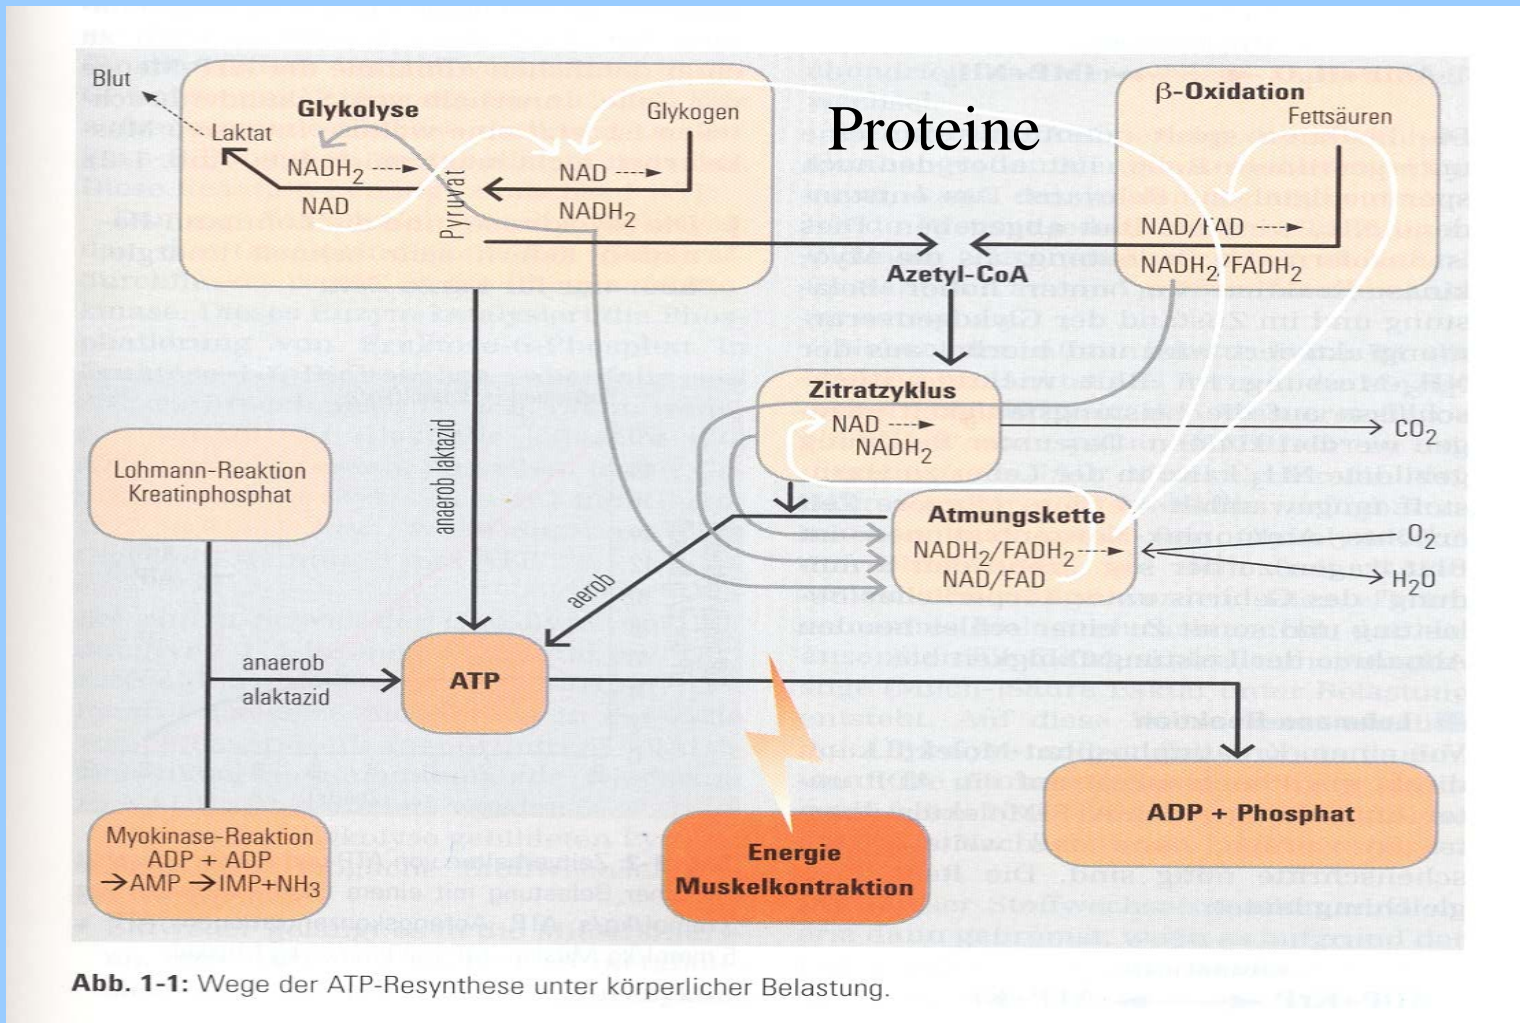 Blut
Glykolyse
Glykogen
Laktat
NADH₂
NAD
Pyruvat
NAD
NADH₂
Proteine
β-Oxidation
Fettsäuren
NAD/FAD
NADH₂/FADH₂
Azetyl-CoA
Zitratzyklus
NAD
NADH₂
CO₂
Lohmann-Reaktion
Kreatinphosphat
anaerob laktazid
Atmungskette
NADH₂/FADH₂
NAD/FAD
O₂
H₂O
aerob
anaerob
alaktazid
ATP
Myokinase-Reaktion
ADP + ADP
→AMP →IMP+NH₃
Energie
Muskelkontraktion
ADP + Phosphat
Abb. 1-1: Wege der ATP-Resynthese unter körperlicher Belastung.